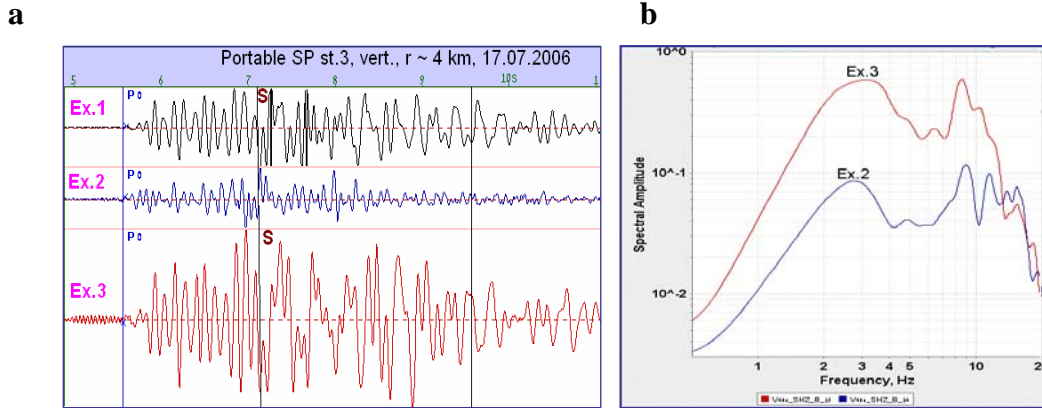 a
b
Portable SP st.3, vert., r ~ 4 km, 17.07.2006
5 6 7 8 9 10s 1
Ex.1 P0 S
Ex.2 P0
Ex.3 P0 S
10^0
10^-1
10^-2
Spectral Amplitude
Ex.3
Ex.2
1 2 3 4 5 10 20
Frequency, Hz